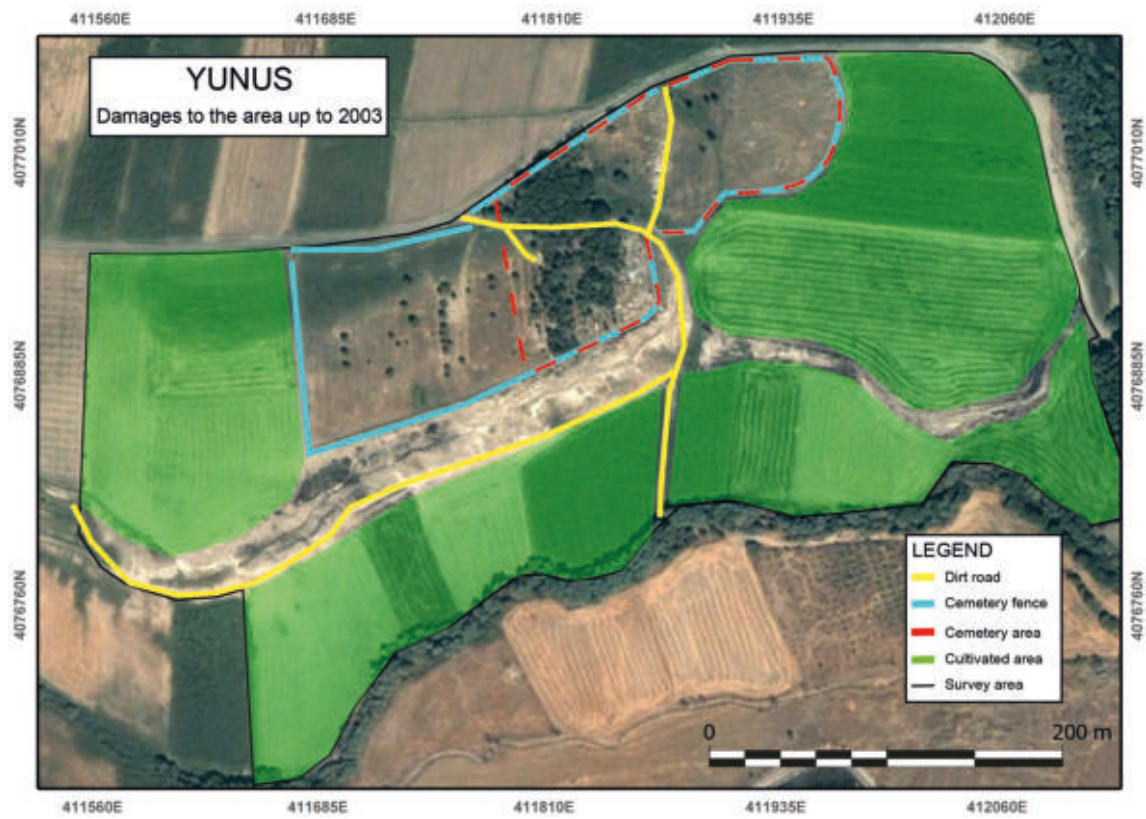 411560E 411685E 411810E 411935E 412060E
YUNUS
Damages to the area up to 2003
4077010N
4077010N
4076885N
4076885N
4076760N
4076760N
LEGEND
Dirt road
Cemetery fence
Cemetery area
Cultivated area
Survey area
0 200 m
411560E 411685E 411810E 411935E 412060E